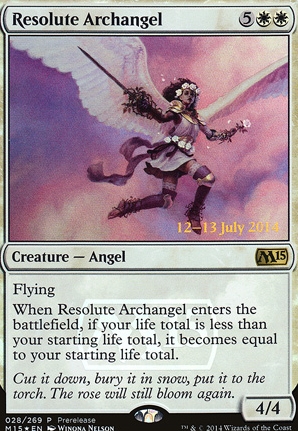 Resolute Archangel 5
12–13 July 2014
Creature — Angel M15
Flying
When Resolute Archangel enters the
battlefield, if your life total is less than
your starting life total, it becomes equal
to your starting life total.
Cut it down, bury it in snow, put it to the
torch. The rose will still bloom again.
4/4
028/269 P Prerelease
M15 ★ EN Winona Nelson
™ & © 2014 Wizards of the Coast